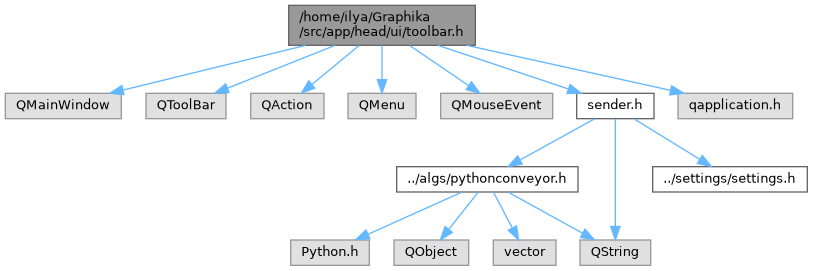 /home/ilya/Graphika
/src/app/head/ui/toolbar.h
QMainWindow
QToolBar
QAction
QMenu
QMouseEvent
sender.h
qapplication.h
../algs/pythonconveyor.h
../settings/settings.h
Python.h
QObject
vector
QString